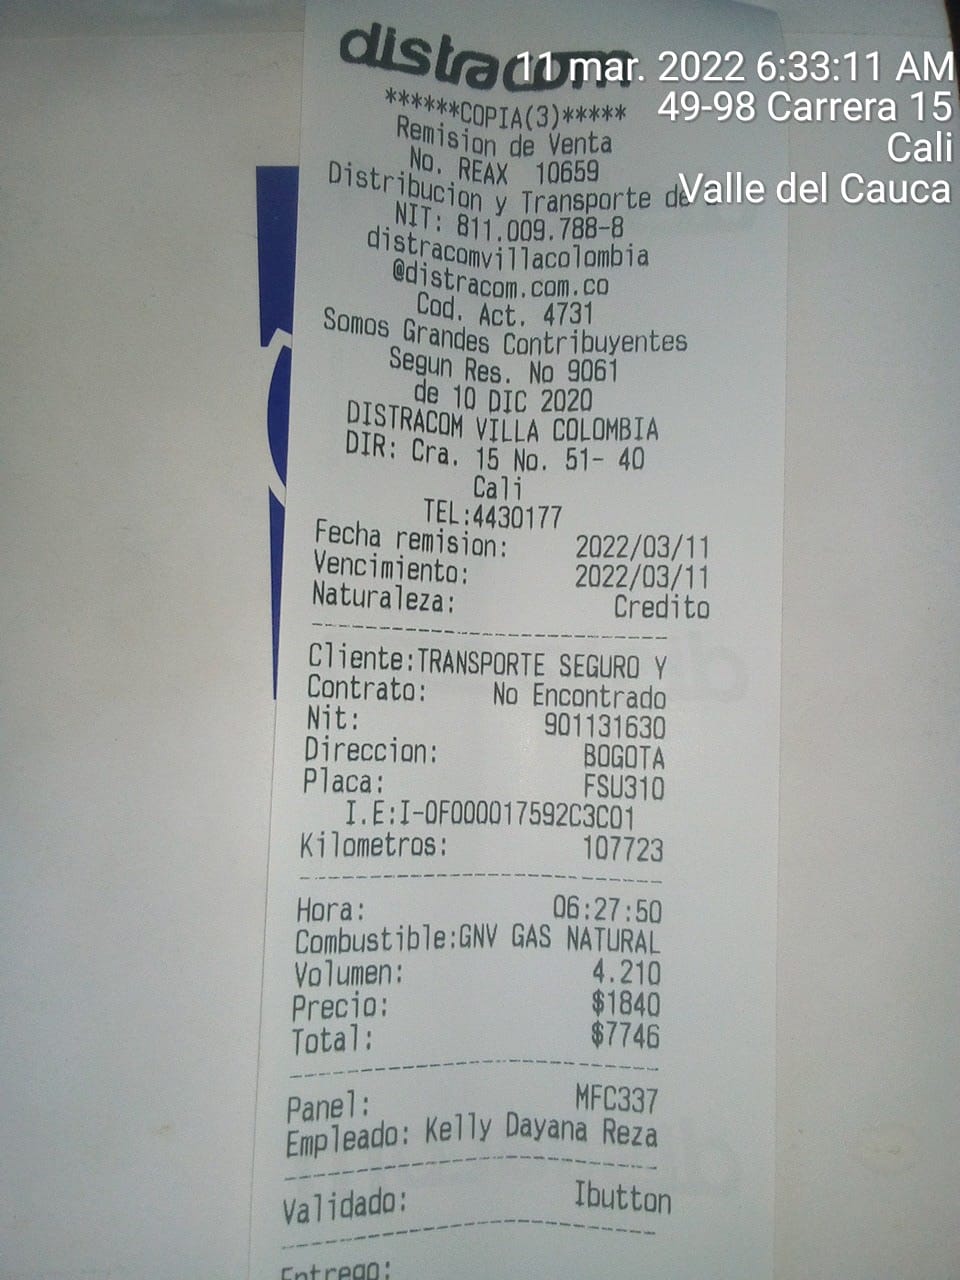 distracom
11 mar. 2022 6:33:11 AM
49-98 Carrera 15
Cali
Valle del Cauca
******COPIA(3)*****
Remision de Venta
No. REAX 10659
Distribucion y Transporte de
NIT: 811.009.788-8
distracomvillacolombia
@distracom.com.co
Cod. Act. 4731
Somos Grandes Contribuyentes
Segun Res. No 9061
de 10 DIC 2020
DISTRACOM VILLA COLOMBIA
DIR: Cra. 15 No. 51- 40
Cali
TEL:4430177
Fecha remision: 2022/03/11
Vencimiento: 2022/03/11
Naturaleza: Credito
Cliente:TRANSPORTE SEGURO Y
Contrato: No Encontrado
Nit: 901131630
Direccion: BOGOTA
Placa: FSU310
I.E:I-0F000017592C3C01
Kilometros: 107723
Hora: 06:27:50
Combustible:GNV GAS NATURAL
Volumen: 4.210
Precio: $1840
Total: $7746
Panel: MFC337
Empleado: Kelly Dayana Reza
Validado: Ibutton
Entrego: